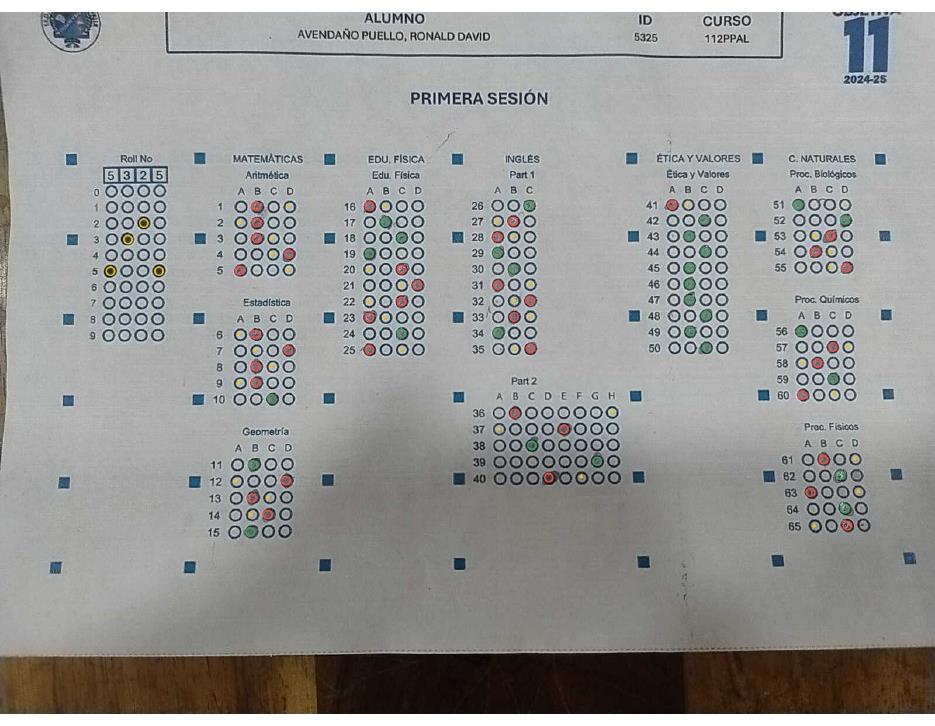 ALUMNO ID CURSO
AVENDAÑO PUELLO, RONALD DAVID 5325 112PPAL
11
2024-25
PRIMERA SESIÓN
Roll No
5 3 2 5
0
1
2
3
4
5
6
7
8
9
MATEMÁTICAS
Aritmética
A B C D
1
2
3
4
5
Estadística
A B C D
6
7
8
9
10
Geometría
A B C D
11
12
13
14
15
EDU. FÍSICA
Edu. Física
A B C D
16
17
18
19
20
21
22
23
24
25
INGLÉS
Part 1
A B C
26
27
28
29
30
31
32
33
34
35
Part 2
A B C D E F G H
36
37
38
39
40
ÉTICA Y VALORES
Ética y Valores
A B C D
41
42
43
44
45
46
47
48
49
50
C. NATURALES
Proc. Biológicos
A B C D
51
52
53
54
55
Proc. Químicos
A B C D
56
57
58
59
60
Proc. Físicos
A B C D
61
62
63
64
65